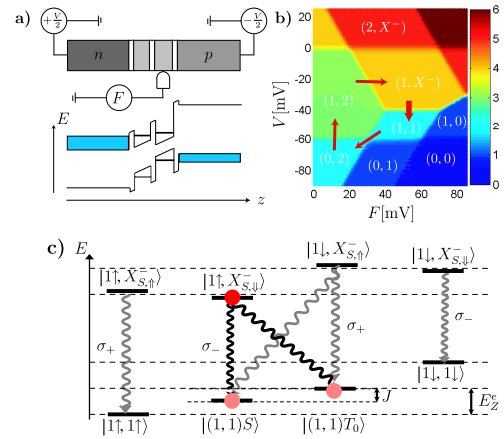 a)
+V/2
−V/2
n
p
F
E
z
b)
(2, X⁻)
(1, X⁻)
(1, 2)
(1, 1)
(1, 0)
(0, 2)
(0, 1)
(0, 0)
V[mV]
0
-20
-40
-60
-80
0
20
40
60
80
F[mV]
6
5
4
3
2
1
0
c)
E
|1↑, X⁻S,⇑⟩
|1↑, X⁻S,⇓⟩
|1↓, X⁻S,⇑⟩
|1↓, X⁻S,⇓⟩
σ+
σ−
σ+
σ−
|1↑, 1↑⟩
|(1, 1)S⟩
|(1, 1)T₀⟩
|1↓, 1↓⟩
J
EᵉZ